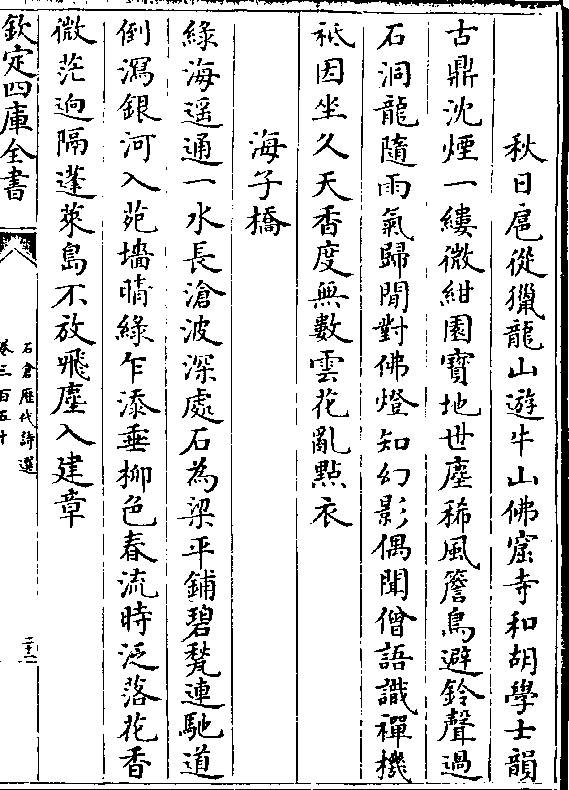 秋日扈從獵龍山遊牛山佛窟寺和胡學士韻
古鼎沈煙一縷微紺園寶地世塵稀風簷鳥避鈴聲過
石洞龍隨雨氣歸閒對佛燈知幻影偶聞僧語識禪機
祗因坐久天香度無數雲花亂點衣
海子橋
綠海遥通一水長滄波深處石為梁平鋪碧甃連馳道
倒瀉銀河入苑墻晴綠乍添垂柳色春流時泛落花香
微茫逈隔蓬萊島不放飛塵入建章
欽定四庫全書
石倉歴代詩選
卷三百五十